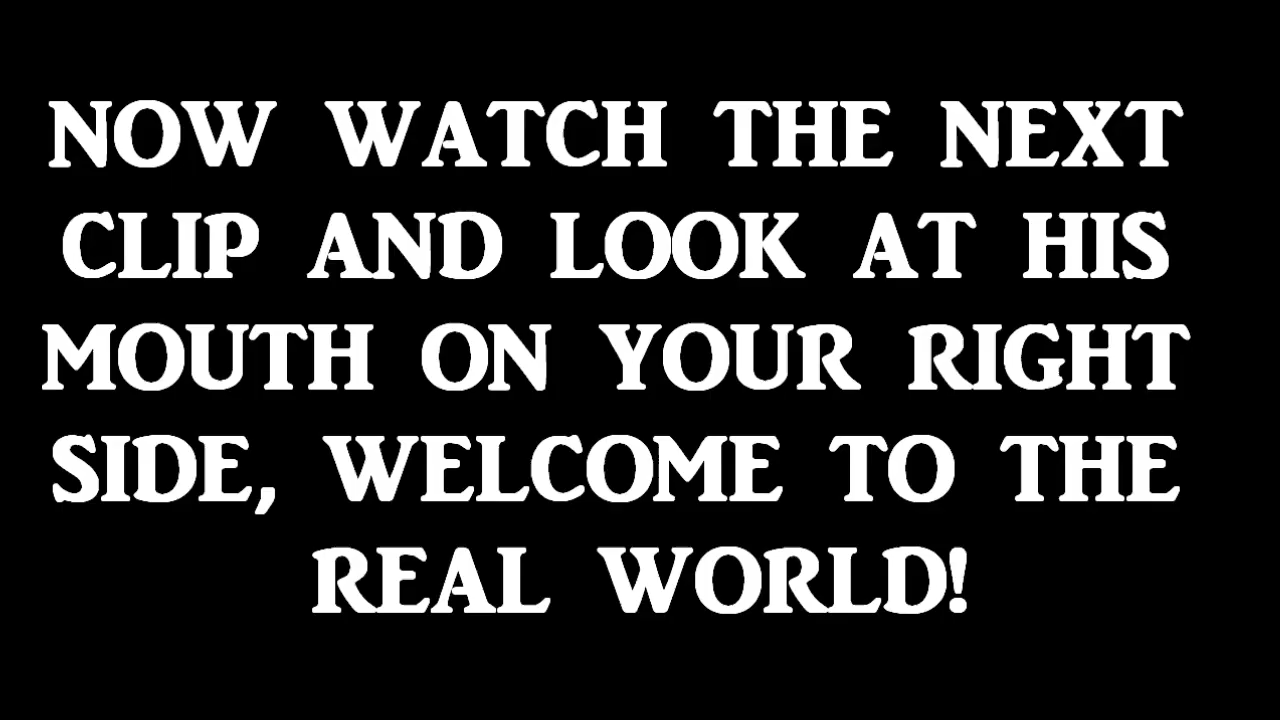 NOW WATCH THE NEXT
CLIP AND LOOK AT HIS
MOUTH ON YOUR RIGHT
SIDE, WELCOME TO THE
REAL WORLD!